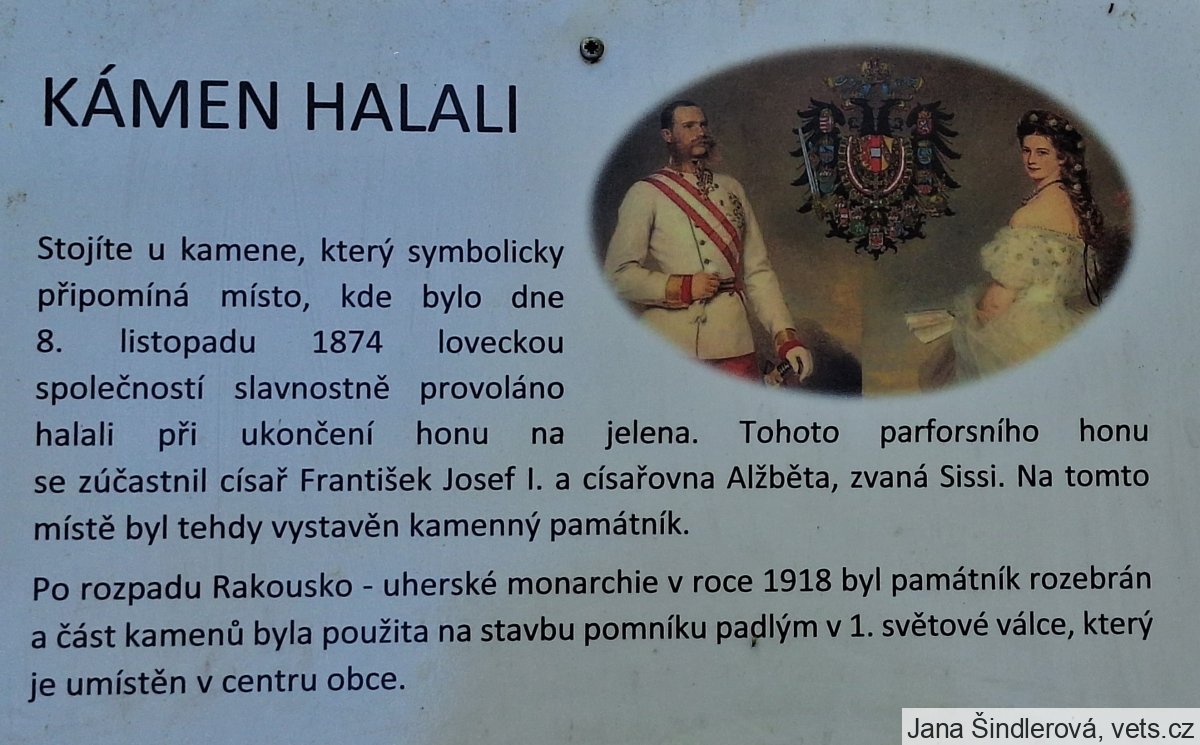 KÁMEN HALALI
Stojíte u kamene, který symbolicky
připomíná místo, kde bylo dne
8. listopadu 1874 loveckou
společností slavnostně provoláno
halali při ukončení honu na jelena. Tohoto parforsního honu
se zúčastnil císař František Josef I. a císařovna Alžběta, zvaná Sissi. Na tomto
místě byl tehdy vystavěn kamenný památník.
Po rozpadu Rakousko - uherské monarchie v roce 1918 byl památník rozebrán
a část kamenů byla použita na stavbu pomníku padlým v 1. světové válce, který
je umístěn v centru obce.
Jana Šindlerová, vets.cz